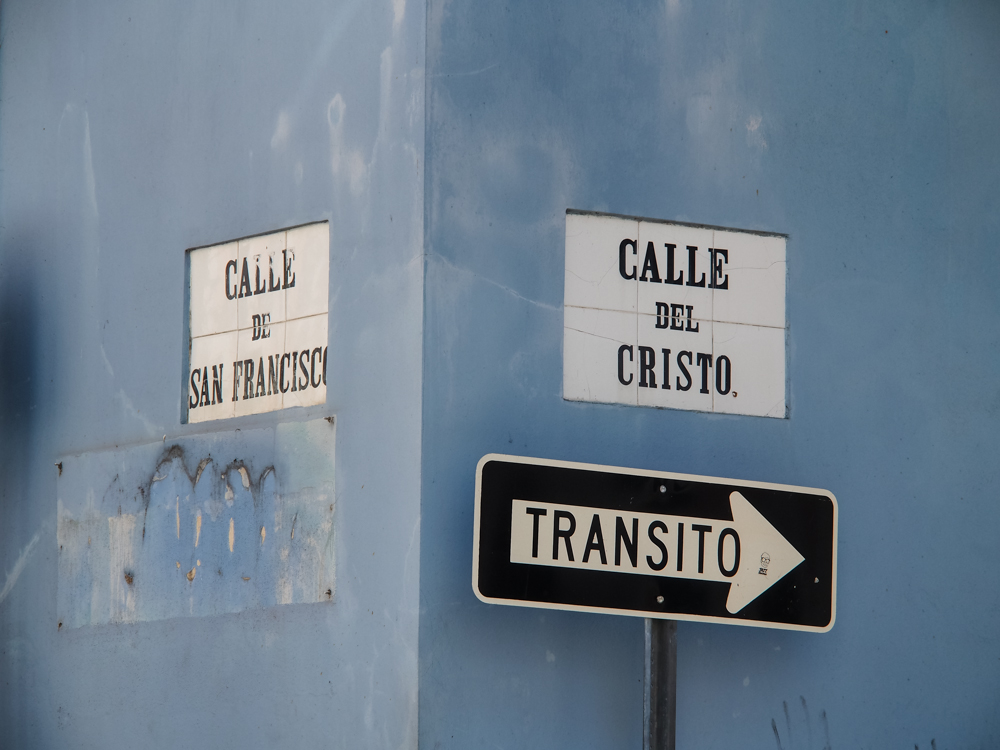 CALLE
DE
SAN FRANCISCO
CALLE
DEL
CRISTO.
TRANSITO